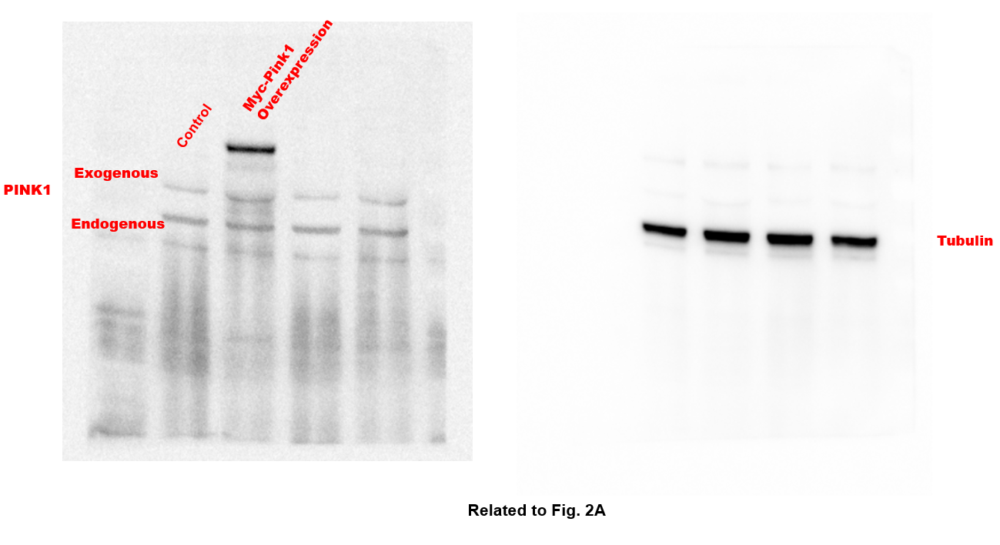 Myc-Pink1
Overexpression
Control
Exogenous
PINK1
Endogenous
Tubulin
Related to Fig. 2A